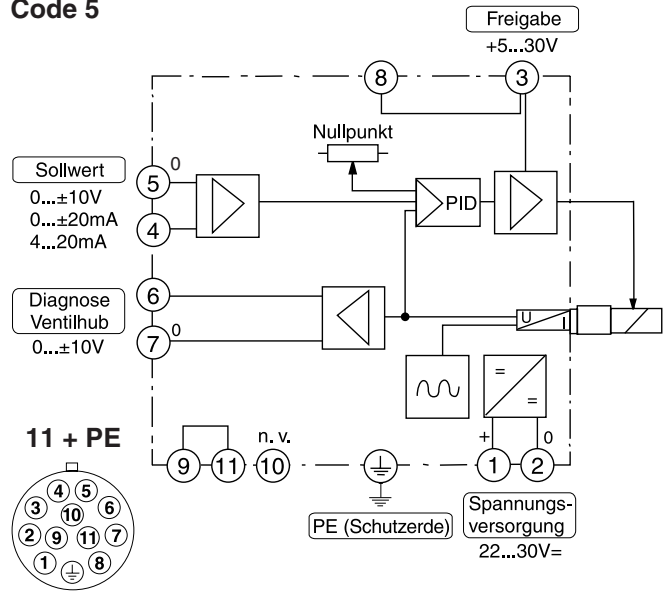 Code 5
Freigabe
+5...30V
8
3
Nullpunkt
Sollwert
0...±10V
0...±20mA
4...20mA
5
0
4
PID
Diagnose
Ventilhub
0...±10V
6
7
0
U
I
=
=
11 + PE
n. v.
+
0
9
11
10
1
2
PE (Schutzerde)
Spannungs-
versorgung
22...30V=
4
5
3
6
10
2
9
11
7
1
8